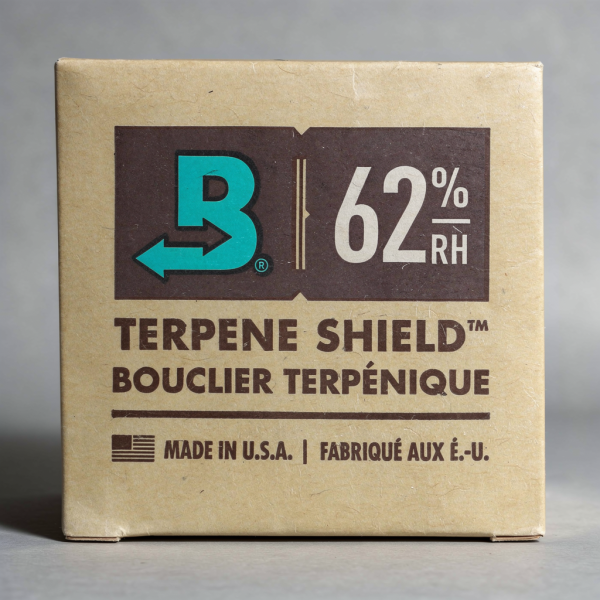 B®
62%
RH
TERPENE SHIELD™
BOUCLIER TERPÉNIQUE
MADE IN U.S.A. | FABRIQUÉ AUX É.-U.